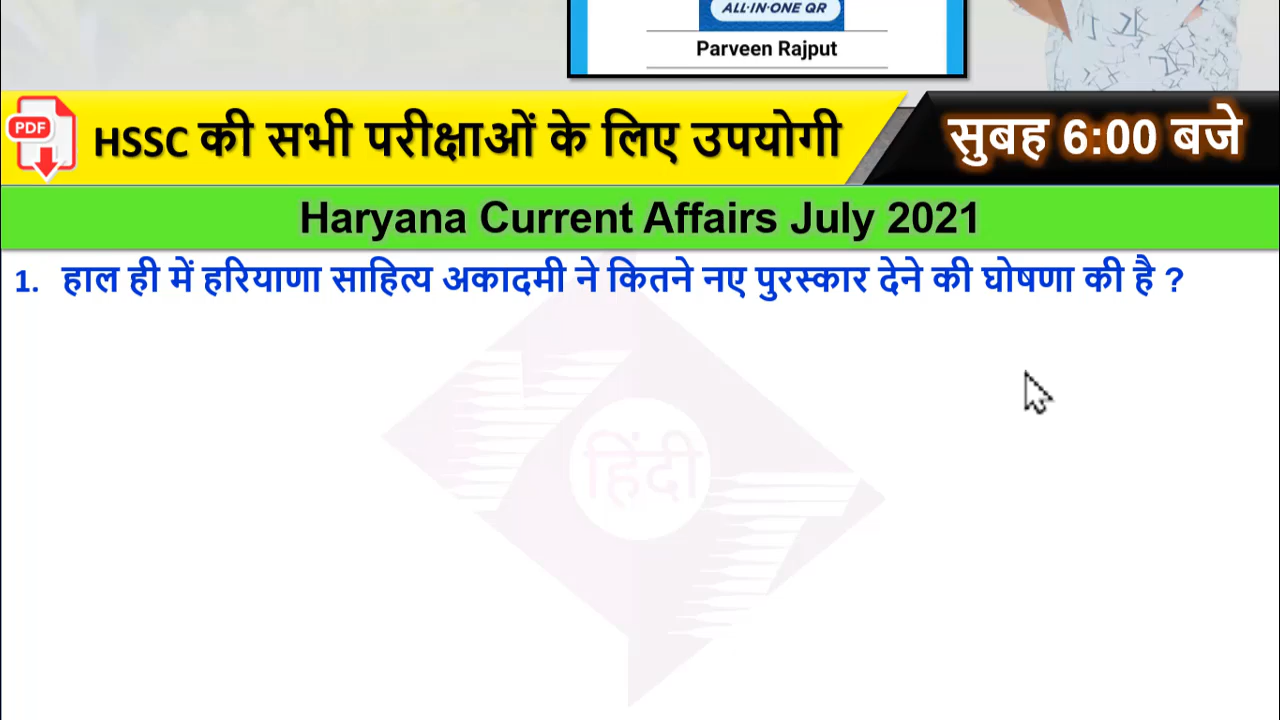 ALL-IN-ONE QR
Parveen Rajput
PDF
HSSC की सभी परीक्षाओं के लिए उपयोगी
सुबह 6:00 बजे
Haryana Current Affairs July 2021
1. हाल ही में हरियाणा साहित्य अकादमी ने कितने नए पुरस्कार देने की घोषणा की है ?
हिंदी